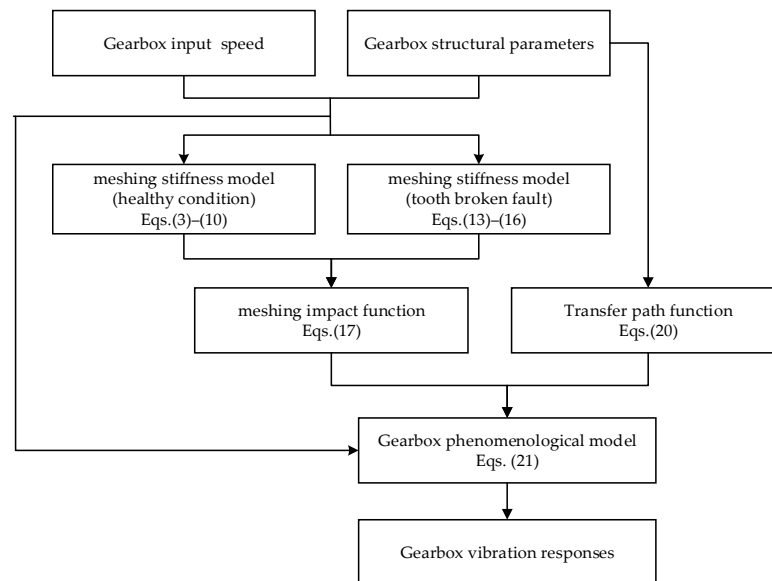 Gearbox input speed
Gearbox structural parameters
meshing stiffness model
(healthy condition)
Eqs.(3)–(10)
meshing stiffness model
(tooth broken fault)
Eqs.(13)–(16)
meshing impact function
Eqs.(17)
Transfer path function
Eqs.(20)
Gearbox phenomenological model
Eqs. (21)
Gearbox vibration responses